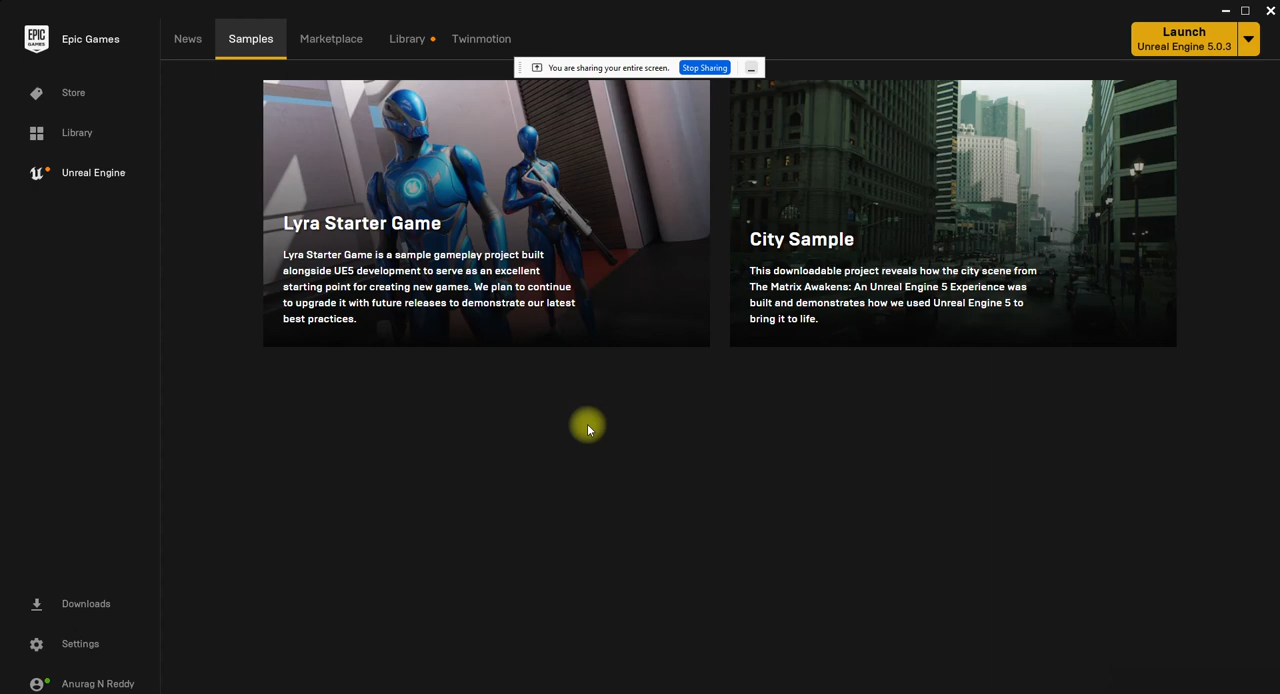 EPIC GAMES
Epic Games
News
Samples
Marketplace
Library
Twinmotion
Launch
Unreal Engine 5.0.3
You are sharing your entire screen.
Stop Sharing
Store
Library
Unreal Engine
Lyra Starter Game
Lyra Starter Game is a sample gameplay project built
alongside UE5 development to serve as an excellent
starting point for creating new games. We plan to continue
to upgrade it with future releases to demonstrate our latest
best practices.
City Sample
This downloadable project reveals how the city scene from
The Matrix Awakens: An Unreal Engine 5 Experience was
built and demonstrates how we used Unreal Engine 5 to
bring it to life.
Downloads
Settings
Anurag N Reddy